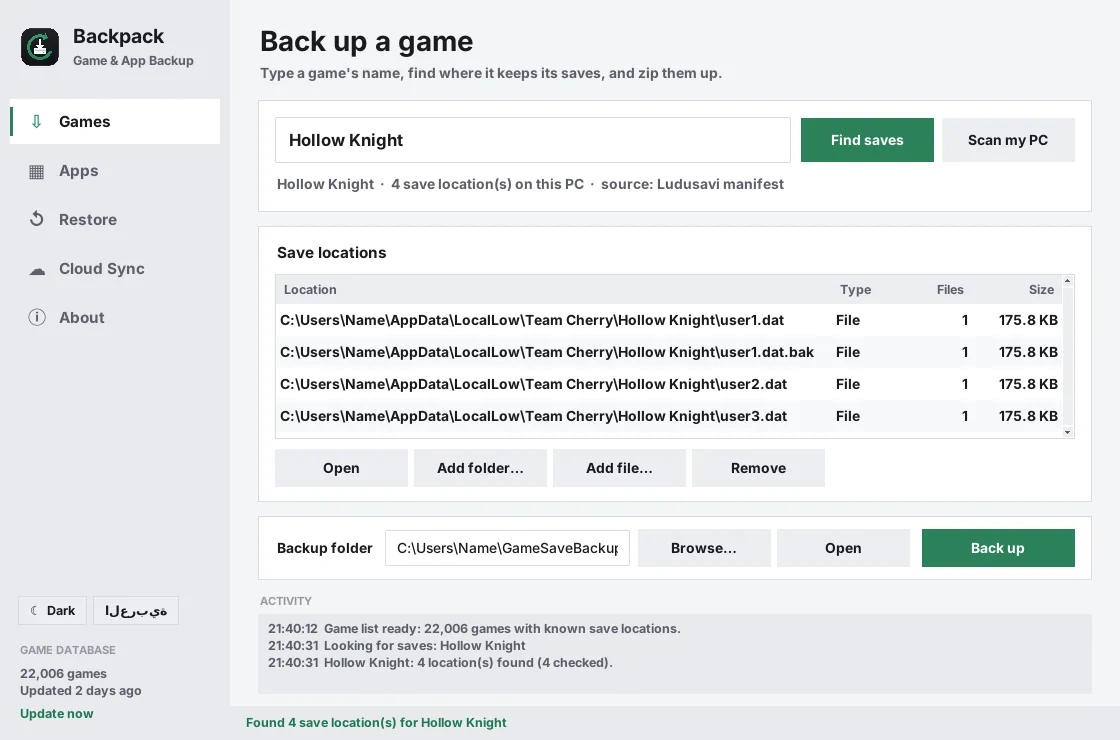 Backpack
Game & App Backup
Games
Apps
Restore
Cloud Sync
About
Dark
العربية
GAME DATABASE
22,006 games
Updated 2 days ago
Update now
Back up a game
Type a game's name, find where it keeps its saves, and zip them up.
Hollow Knight
Find saves
Scan my PC
Hollow Knight · 4 save location(s) on this PC · source: Ludusavi manifest
Save locations
Location Type Files Size
C:\Users\Name\AppData\LocalLow\Team Cherry\Hollow Knight\user1.dat File 1 175.8 KB
C:\Users\Name\AppData\LocalLow\Team Cherry\Hollow Knight\user1.dat.bak File 1 175.8 KB
C:\Users\Name\AppData\LocalLow\Team Cherry\Hollow Knight\user2.dat File 1 175.8 KB
C:\Users\Name\AppData\LocalLow\Team Cherry\Hollow Knight\user3.dat File 1 175.8 KB
Open Add folder... Add file... Remove
Backup folder C:\Users\Name\GameSaveBackup Browse... Open Back up
ACTIVITY
21:40:12 Game list ready: 22,006 games with known save locations.
21:40:31 Looking for saves: Hollow Knight
21:40:31 Hollow Knight: 4 location(s) found (4 checked).
Found 4 save location(s) for Hollow Knight